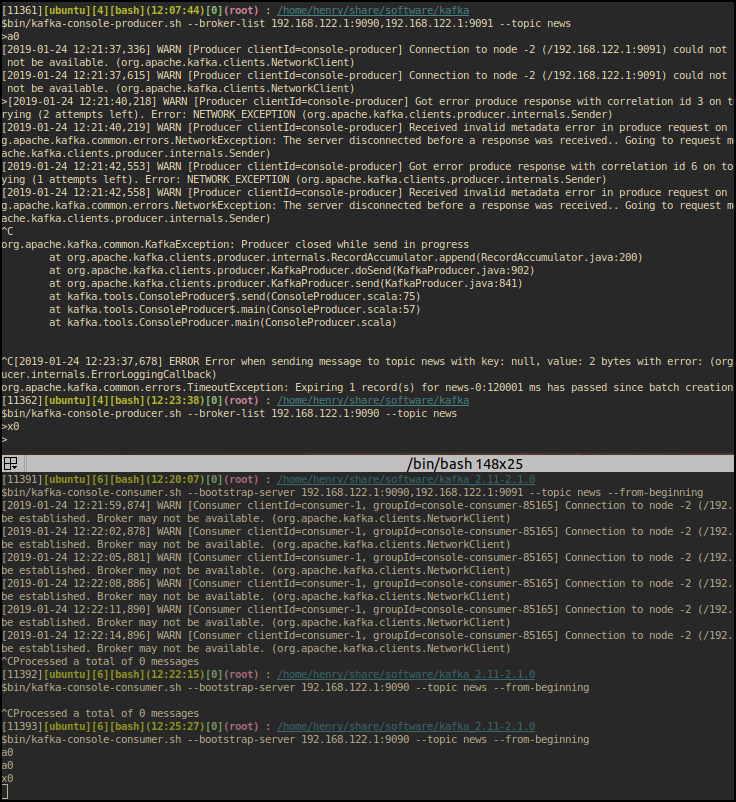 [11361][ubuntu][4][bash](12:07:44)[0](root) : /home/henry/share/software/kafka
$bin/kafka-console-producer.sh --broker-list 192.168.122.1:9090,192.168.122.1:9091 --topic news
>a0
[2019-01-24 12:21:37,336] WARN [Producer clientId=console-producer] Connection to node -2 (/192.168.122.1:9091) could not
 not be available. (org.apache.kafka.clients.NetworkClient)
[2019-01-24 12:21:37,615] WARN [Producer clientId=console-producer] Connection to node -2 (/192.168.122.1:9091) could not
 not be available. (org.apache.kafka.clients.NetworkClient)
>[2019-01-24 12:21:40,218] WARN [Producer clientId=console-producer] Got error produce response with correlation id 3 on t
rying (2 attempts left). Error: NETWORK_EXCEPTION (org.apache.kafka.clients.producer.internals.Sender)
[2019-01-24 12:21:40,219] WARN [Producer clientId=console-producer] Received invalid metadata error in produce request on
g.apache.kafka.common.errors.NetworkException: The server disconnected before a response was received.. Going to request m
ache.kafka.clients.producer.internals.Sender)
[2019-01-24 12:21:42,553] WARN [Producer clientId=console-producer] Got error produce response with correlation id 6 on to
ying (1 attempts left). Error: NETWORK_EXCEPTION (org.apache.kafka.clients.producer.internals.Sender)
[2019-01-24 12:21:42,558] WARN [Producer clientId=console-producer] Received invalid metadata error in produce request on
g.apache.kafka.common.errors.NetworkException: The server disconnected before a response was received.. Going to request m
ache.kafka.clients.producer.internals.Sender)
^C
org.apache.kafka.common.KafkaException: Producer closed while send in progress
        at org.apache.kafka.clients.producer.internals.RecordAccumulator.append(RecordAccumulator.java:200)
        at org.apache.kafka.clients.producer.KafkaProducer.doSend(KafkaProducer.java:902)
        at org.apache.kafka.clients.producer.KafkaProducer.send(KafkaProducer.java:841)
        at kafka.tools.ConsoleProducer$.send(ConsoleProducer.scala:75)
        at kafka.tools.ConsoleProducer$.main(ConsoleProducer.scala:57)
        at kafka.tools.ConsoleProducer.main(ConsoleProducer.scala)
^C[2019-01-24 12:23:37,678] ERROR Error when sending message to topic news with key: null, value: 2 bytes with error: (org
ucer.internals.ErrorLoggingCallback)
org.apache.kafka.common.errors.TimeoutException: Expiring 1 record(s) for news-0:120001 ms has passed since batch creation
[11362][ubuntu][4][bash](12:23:38)[0](root) : /home/henry/share/software/kafka
$bin/kafka-console-producer.sh --broker-list 192.168.122.1:9090 --topic news
>x0
>
/bin/bash 148x25
[11391][ubuntu][6][bash](12:20:07)[0](root) : /home/henry/share/software/kafka_2.11-2.1.0
$bin/kafka-console-consumer.sh --bootstrap-server 192.168.122.1:9090,192.168.122.1:9091 --topic news --from-beginning
[2019-01-24 12:21:59,874] WARN [Consumer clientId=consumer-1, groupId=console-consumer-85165] Connection to node -2 (/192.
be established. Broker may not be available. (org.apache.kafka.clients.NetworkClient)
[2019-01-24 12:22:02,878] WARN [Consumer clientId=consumer-1, groupId=console-consumer-85165] Connection to node -2 (/192.
be established. Broker may not be available. (org.apache.kafka.clients.NetworkClient)
[2019-01-24 12:22:05,881] WARN [Consumer clientId=consumer-1, groupId=console-consumer-85165] Connection to node -2 (/192.
be established. Broker may not be available. (org.apache.kafka.clients.NetworkClient)
[2019-01-24 12:22:08,886] WARN [Consumer clientId=consumer-1, groupId=console-consumer-85165] Connection to node -2 (/192.
be established. Broker may not be available. (org.apache.kafka.clients.NetworkClient)
[2019-01-24 12:22:11,890] WARN [Consumer clientId=consumer-1, groupId=console-consumer-85165] Connection to node -2 (/192.
be established. Broker may not be available. (org.apache.kafka.clients.NetworkClient)
[2019-01-24 12:22:14,896] WARN [Consumer clientId=consumer-1, groupId=console-consumer-85165] Connection to node -2 (/192.
be established. Broker may not be available. (org.apache.kafka.clients.NetworkClient)
^CProcessed a total of 0 messages
[11392][ubuntu][6][bash](12:22:15)[0](root) : /home/henry/share/software/kafka_2.11-2.1.0
$bin/kafka-console-consumer.sh --bootstrap-server 192.168.122.1:9090 --topic news --from-beginning
^CProcessed a total of 0 messages
[11393][ubuntu][6][bash](12:25:27)[0](root) : /home/henry/share/software/kafka_2.11-2.1.0
$bin/kafka-console-consumer.sh --bootstrap-server 192.168.122.1:9090 --topic news --from-beginning
a0
a0
x0